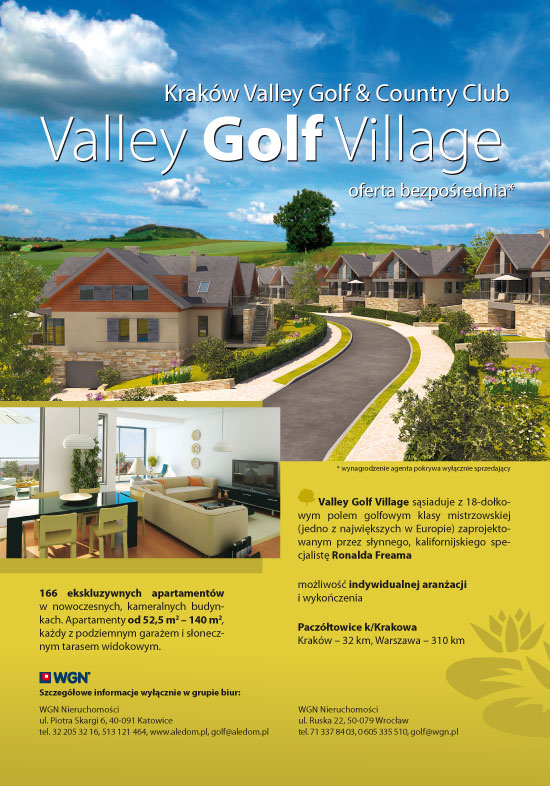 Kraków Valley Golf & Country Club
Valley Golf Village
oferta bezpośrednia*
* wynagrodzenie agenta pokrywa wyłącznie sprzedający
Valley Golf Village sąsiaduje z 18-dołko-
wym polem golfowym klasy mistrzowskiej
(jedno z największych w Europie) zaprojekto-
wanym przez słynnego, kalifornijskiego spe-
cjalistę Ronalda Freama
możliwość indywidualnej aranżacji
i wykończenia
Paczółtowice k/Krakowa
Kraków – 32 km, Warszawa – 310 km
166 ekskluzywnych apartamentów
w nowoczesnych, kameralnych budyn-
kach. Apartamenty od 52,5 m² – 140 m²,
każdy z podziemnym garażem i słonecz-
nym tarasem widokowym.
WGN®
Szczegółowe informacje wyłącznie w grupie biur:
WGN Nieruchomości
ul. Piotra Skargi 6, 40-091 Katowice
tel. 32 205 32 16, 513 121 464, www.aledom.pl, golf@aledom.pl
WGN Nieruchomości
ul. Ruska 22, 50-079 Wrocław
tel. 71 337 84 03, 0 605 335 510, golf@wgn.pl